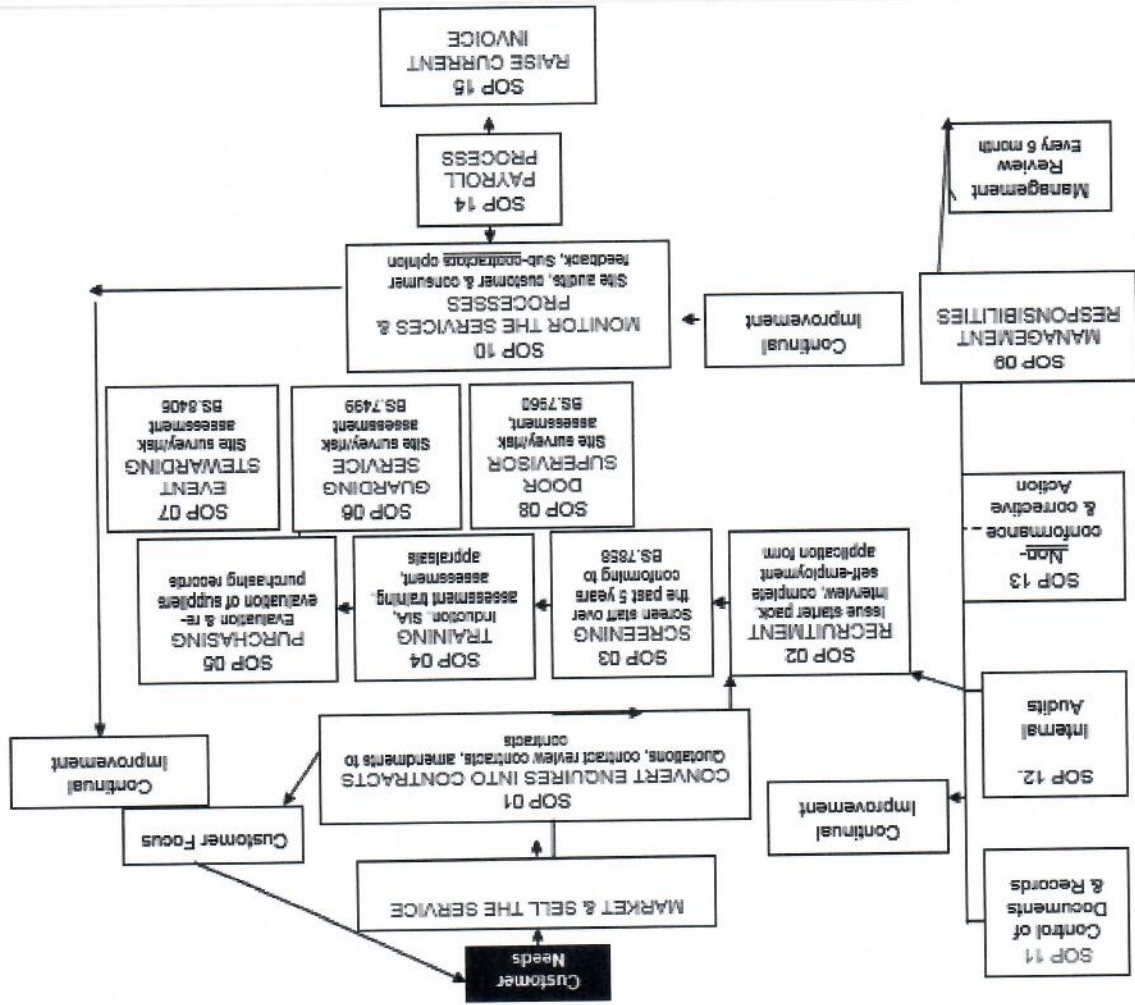 Customer
Needs
MARKET & SELL THE SERVICE
SOP 11
Control of
Documents
& Records
Customer Focus
Continual
Improvement
SOP 01
CONVERT ENQUIRES INTO CONTRACTS
Quotations, contract review contracts, amendments to
contracts
Continual
Improvement
SOP 12.
Internal
Audits
SOP 02
RECRUITMENT
Issue starter pack.
Interview, complete
self-employment
application form
SOP 03
SCREENING
Screen staff over
the past 5 years
conforming to
BS.7858
SOP 04
TRAINING
Induction. SIA,
assessment training.
assessment,
appraisals
SOP 05
PURCHASING
Evaluation & re-
evaluation of suppliers
purchasing records
SOP 13
Non-
conformance
& corrective
Action
SOP 08
DOOR
SUPERVISOR
Site survey/risk
assessment,
BS.7960
SOP 06
GUARDING
SERVICE
Site survey/risk
assessment
BS.7499
SOP 07
EVENT
STEWARDING
Site survey/risk
assessment
BS.8406
SOP 09
MANAGEMENT
RESPONSIBILITIES
Continual
Improvement
SOP 10
MONITOR THE SERVICES &
PROCESSES
Site audits, customer & consumer
feedback, Sub-contractors opinion
Management
Review
Every 6 month
SOP 14
PAYROLL
PROCESS
SOP 15
RAISE CURRENT
INVOICE